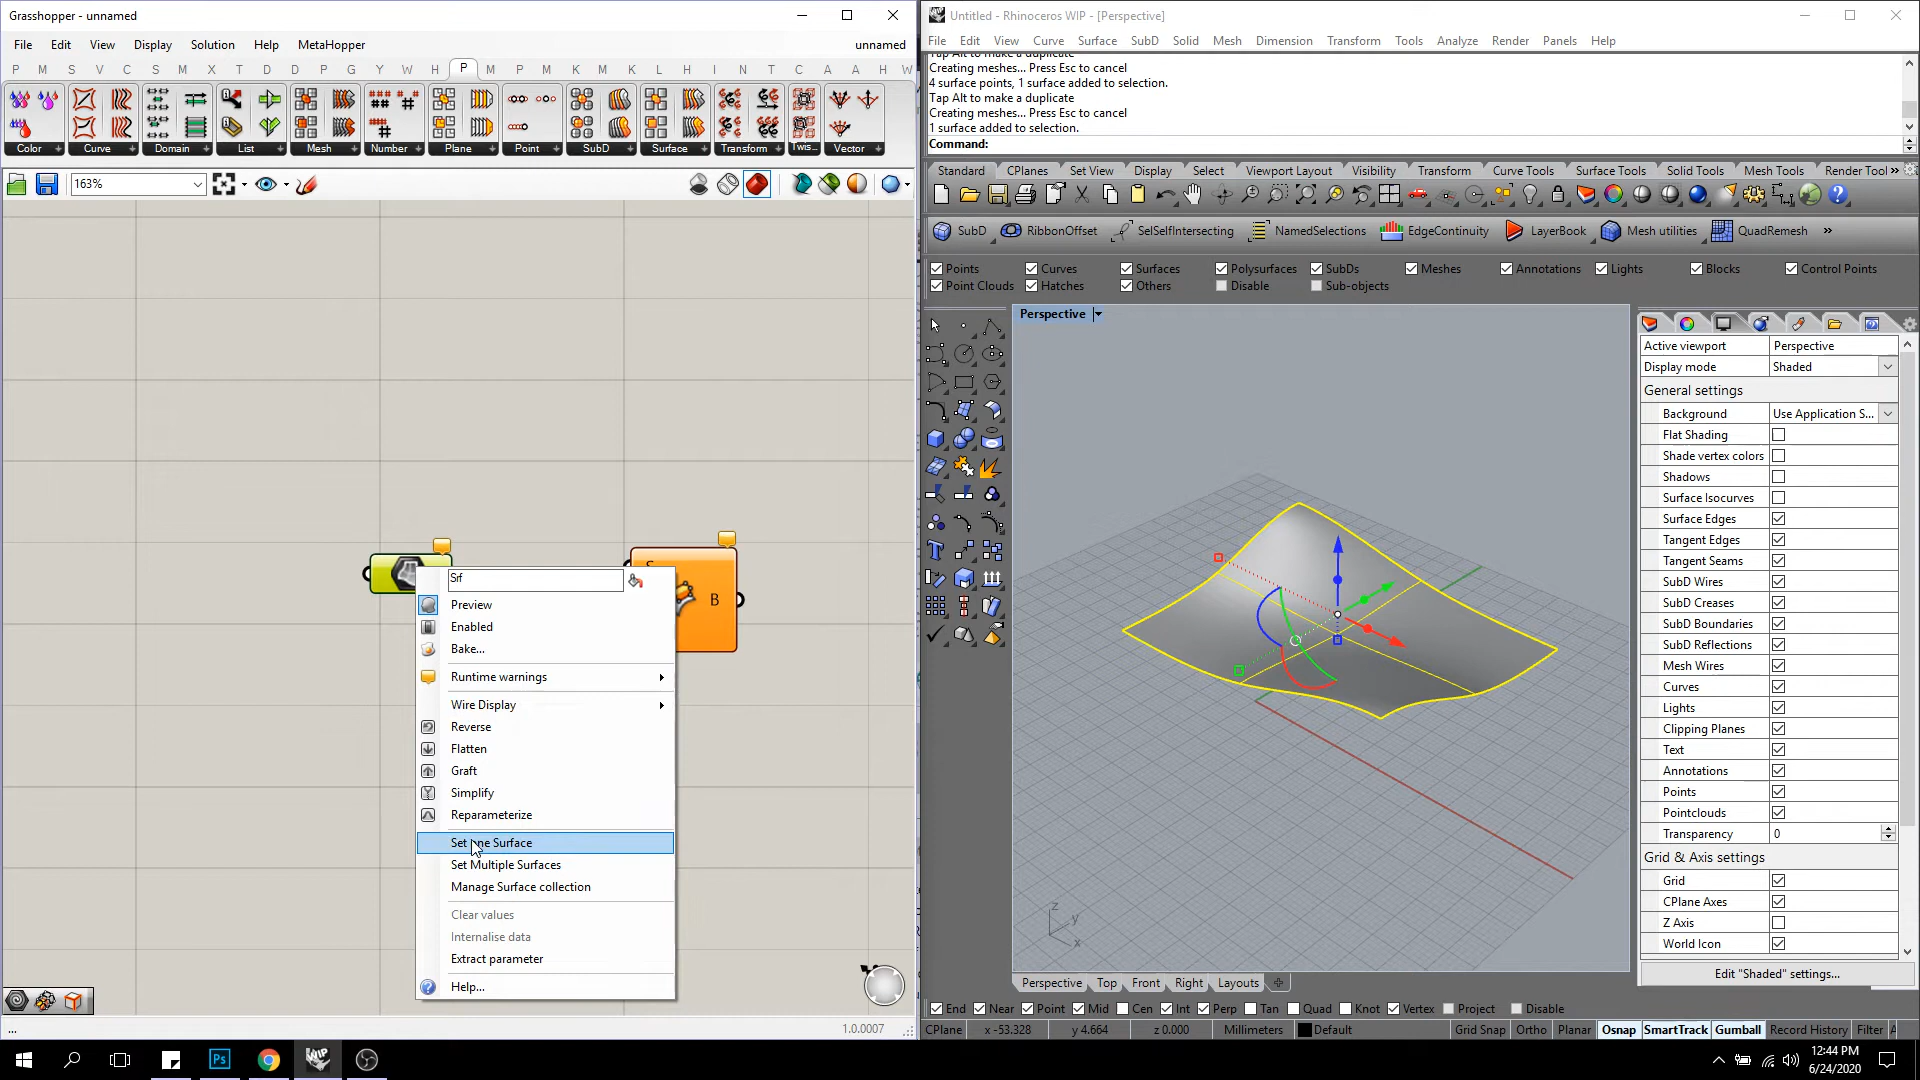 Grasshopper - unnamed
File Edit View Display Solution Help MetaHopper unnamed
P M S V C S M A X T D D P G Y W H P M P M K M K L H I N T C A A H W
Color Curve Domain List Mesh Number Plane Point SubD Surface Transform Twis... Vector
163%
Srf
Preview
Enabled
Bake...
Runtime warnings
Wire Display
Reverse
Flatten
Graft
Simplify
Reparameterize
Set one Surface
Set Multiple Surfaces
Manage Surface collection
Clear values
Internalise data
Extract parameter
Help...
B
...
1.0.0007
Untitled - Rhinoceros WIP - [Perspective]
File Edit View Curve Surface SubD Solid Mesh Dimension Transform Tools Analyze Render Panels Help
Tap Alt to make a duplicate
Creating meshes... Press Esc to cancel
4 surface points, 1 surface added to selection.
Tap Alt to make a duplicate
Creating meshes... Press Esc to cancel
1 surface added to selection.
Command:
Standard CPlanes Set View Display Select Viewport Layout Visibility Transform Curve Tools Surface Tools Solid Tools Mesh Tools Render Tool »
SubD RibbonOffset SelSelfIntersecting NamedSelections EdgeContinuity LayerBook Mesh utilities QuadRemesh »
Points Curves Surfaces Polysurfaces SubDs Meshes Annotations Lights Blocks Control Points
Point Clouds Hatches Others Disable Sub-objects
Perspective
z
y
x
Active viewport Perspective
Display mode Shaded
General settings
Background Use Application S...
Flat Shading
Shade vertex colors
Shadows
Surface Isocurves
Surface Edges
Tangent Edges
Tangent Seams
SubD Wires
SubD Creases
SubD Boundaries
SubD Reflections
Mesh Wires
Curves
Lights
Clipping Planes
Text
Annotations
Points
Pointclouds
Transparency 0
Grid & Axis settings
Grid
CPlane Axes
Z Axis
World Icon
Edit "Shaded" settings...
Perspective Top Front Right Layouts
End Near Point Mid Cen Int Perp Tan Quad Knot Vertex Project Disable
CPlane x -53.328 y 4.664 z 0.000 Millimeters Default Grid Snap Ortho Planar Osnap SmartTrack Gumball Record History Filter A
Ps WIP
12:44 PM
6/24/2020